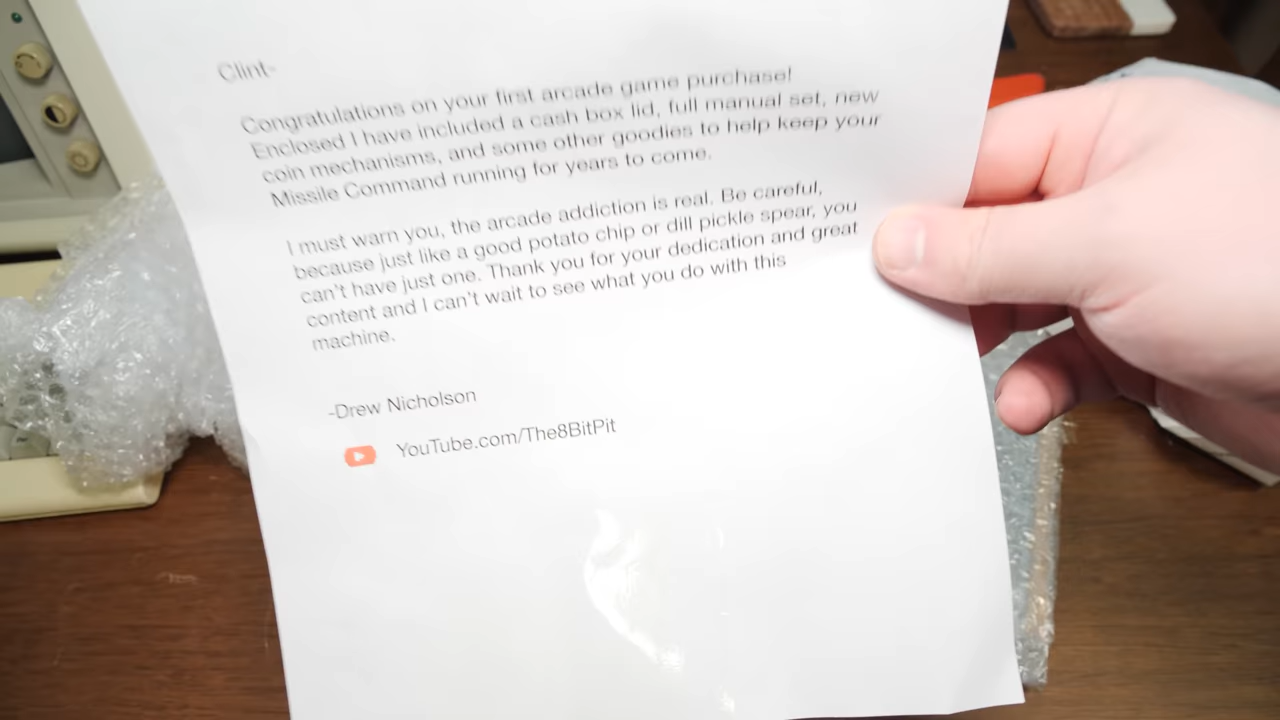 Clint-
Congratulations on your first arcade game purchase!
Enclosed I have included a cash box lid, full manual set, new
coin mechanisms, and some other goodies to help keep your
Missile Command running for years to come.
I must warn you, the arcade addiction is real. Be careful,
because just like a good potato chip or dill pickle spear, you
can't have just one. Thank you for your dedication and great
content and I can't wait to see what you do with this
machine.
-Drew Nicholson
YouTube.com/The8BitPit